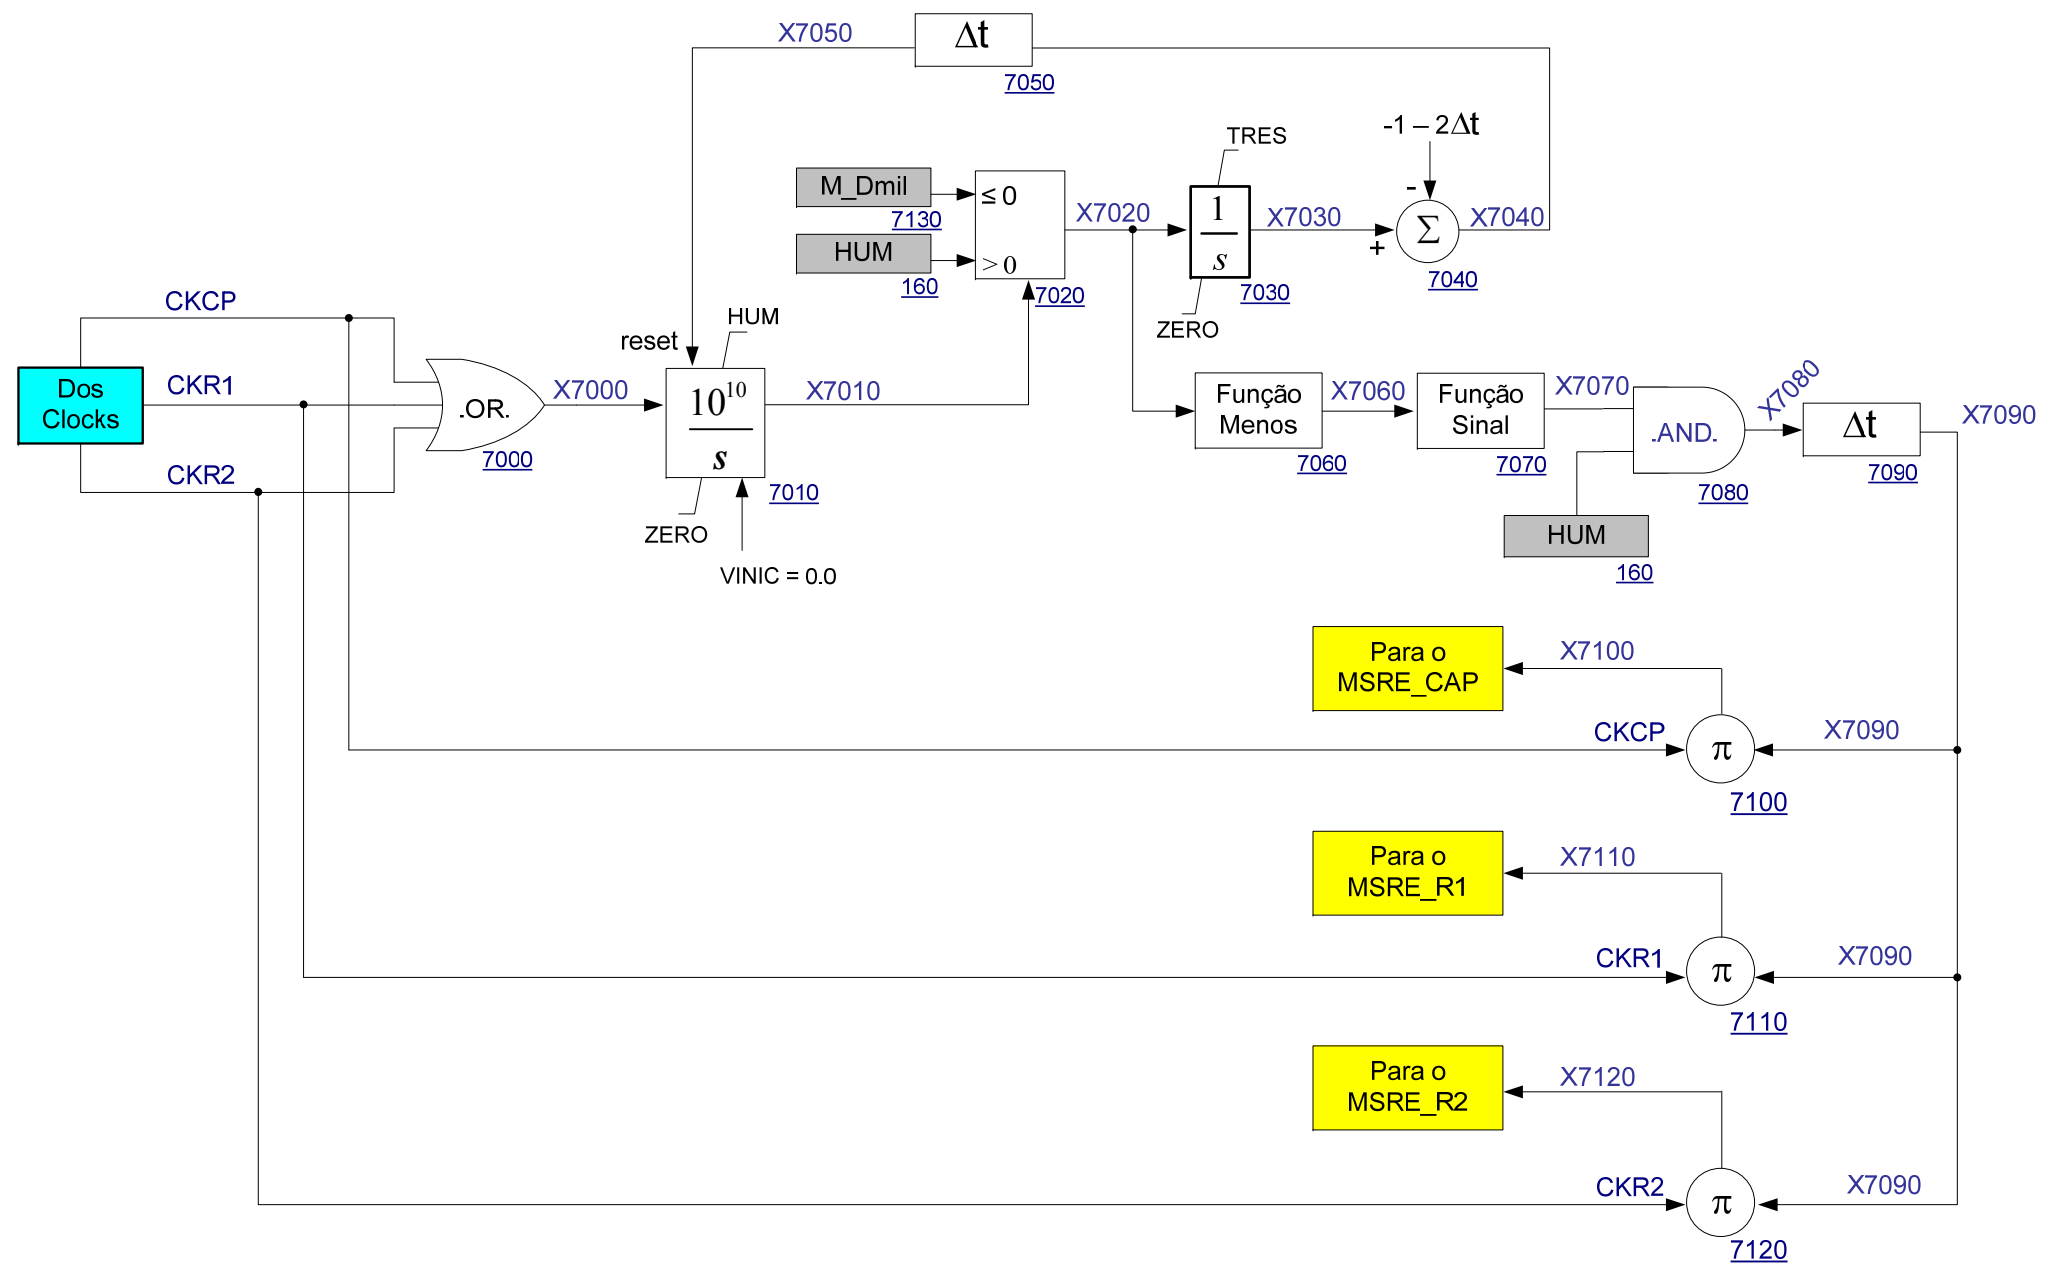 X7050
Δt
7050
-1 – 2Δt
TRES
M_Dmil
≤ 0
7130
X7020
1
s
X7030
-
+
Σ
X7040
HUM
> 0
160
7020
7030
7040
ZERO
CKCP
reset
HUM
Dos
Clocks
CKR1
.OR.
X7000
10¹⁰
s
X7010
Função
Menos
X7060
Função
Sinal
X7070
.AND.
X7080
Δt
X7090
7000
7060
7070
7080
7090
CKR2
7010
ZERO
VINIC = 0.0
HUM
160
Para o
MSRE_CAP
X7100
CKCP
π
X7090
7100
Para o
MSRE_R1
X7110
CKR1
π
X7090
7110
Para o
MSRE_R2
X7120
CKR2
π
X7090
7120